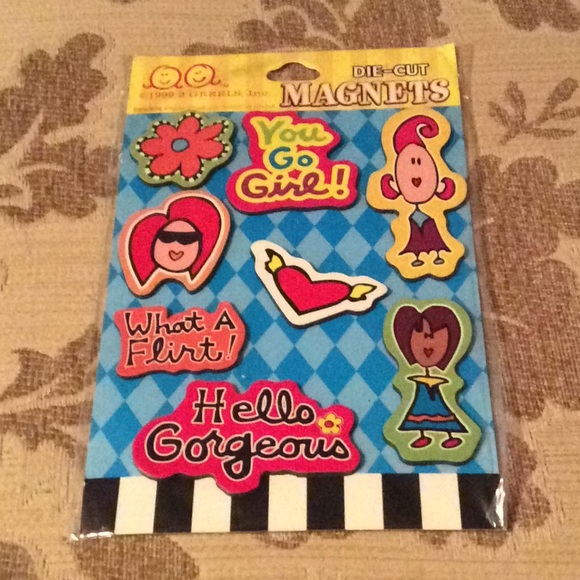 DIE-CUT
MAGNETS
©1999 2 GRRRLS, Inc.
You
Go
Girl!
What A
Flirt!
Hello
Gorgeous